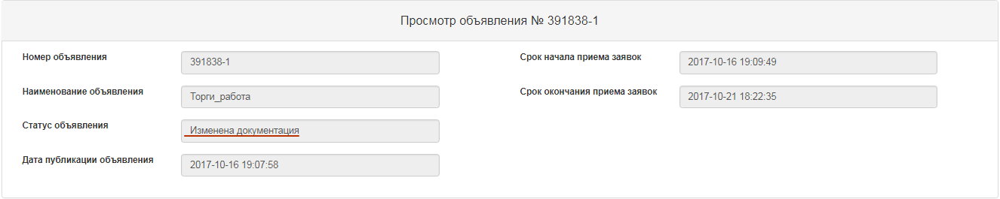 Просмотр объявления № 391838-1
Номер объявления
391838-1
Наименование объявления
Торги_работа
Статус объявления
Изменена документация
Дата публикации объявления
2017-10-16 19:07:58
Срок начала приема заявок
2017-10-16 19:09:49
Срок окончания приема заявок
2017-10-21 18:22:35